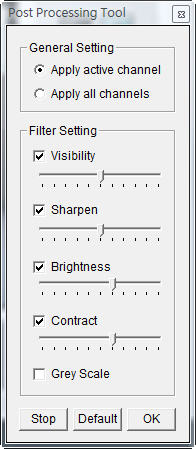 Post Processing Tool
General Setting
Apply active channel
Apply all channels
Filter Setting
Visibility
Sharpen
Brightness
Contract
Grey Scale
Stop Default OK